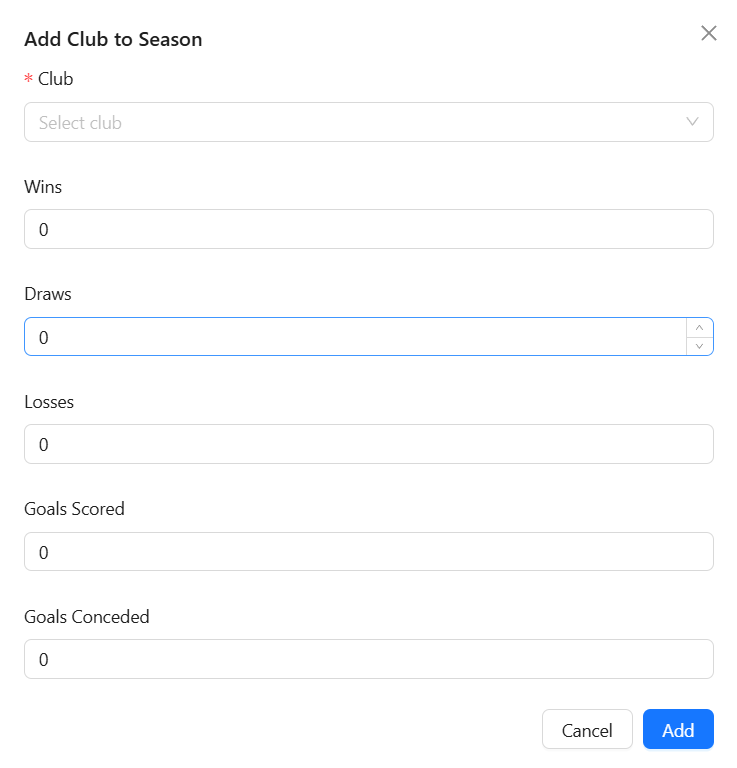 Add Club to Season
* Club
Select club
Wins
0
Draws
0
Losses
0
Goals Scored
0
Goals Conceded
0
Cancel Add